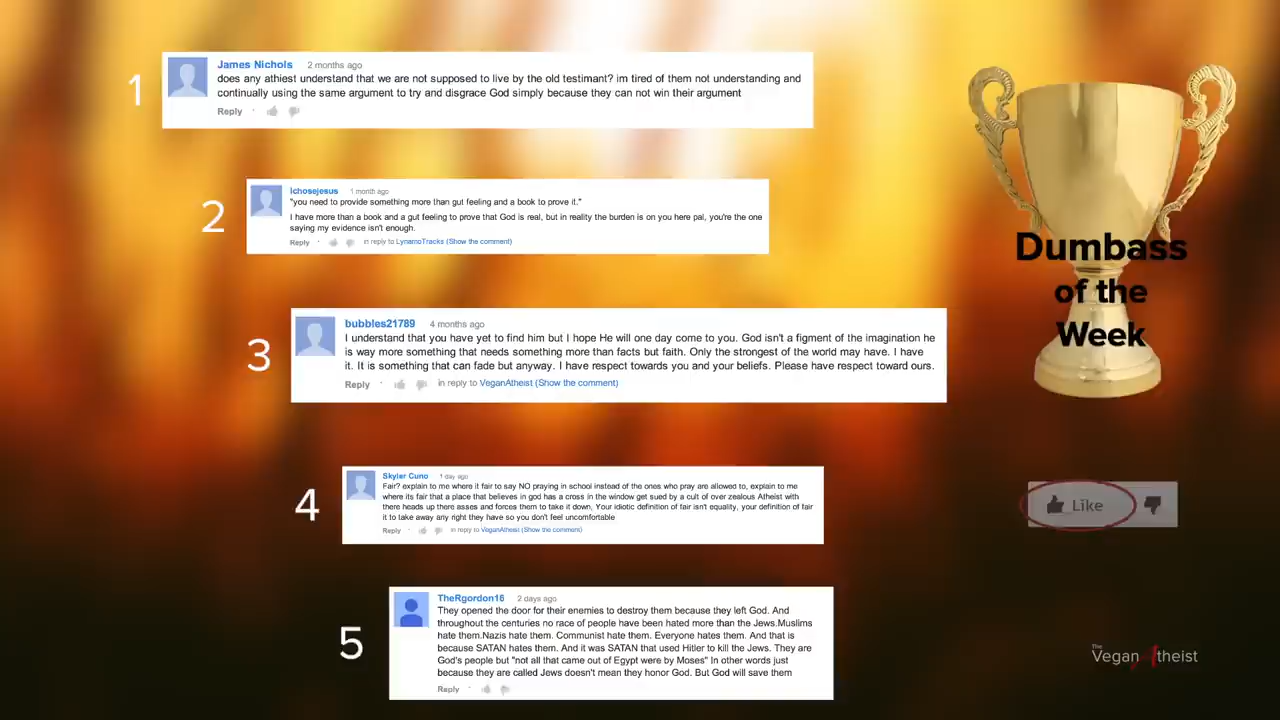 1
James Nichols 2 months ago
does any athiest understand that we are not supposed to live by the old testimant? im tired of them not understanding and
continually using the same argument to try and disgrace God simply because they can not win their argument
Reply
2
ichosejesus 1 month ago
"you need to provide something more than gut feeling and a book to prove it."
I have more than a book and a gut feeling to prove that God is real, but in reality the burden is on you here pal, you're the one
saying my evidence isn't enough.
Reply · in reply to LynamoTracks (Show the comment)
3
bubbles21789 4 months ago
I understand that you have yet to find him but I hope He will one day come to you. God isn't a figment of the imagination he
is way more something that needs something more than facts but faith. Only the strongest of the world may have. I have
it. It is something that can fade but anyway. I have respect towards you and your beliefs. Please have respect toward ours.
Reply · in reply to VeganAtheist (Show the comment)
4
Skyler Cuno 1 day ago
Fair? explain to me where it fair to say NO praying in school instead of the ones who pray are allowed to, explain to me
where its fair that a place that believes in god has a cross in the window get sued by a cult of over zealous Atheist with
there heads up there asses and forces them to take it down, Your idiotic definition of fair isn't equality, your definition of fair
it to take away any right they have so you don't feel uncomfortable
Reply · in reply to VeganAtheist (Show the comment)
5
TheRgordon16 2 days ago
They opened the door for their enemies to destroy them because they left God. And
throughout the centuries no race of people have been hated more than the Jews.Muslims
hate them.Nazis hate them. Communist hate them. Everyone hates them. And that is
because SATAN hates them. And it was SATAN that used Hitler to kill the Jews. They are
God's people but "not all that came out of Egypt were by Moses" In other words just
because they are called Jews doesn't mean they honor God. But God will save them
Reply ·
Dumbass
of the
Week
Like
The
VeganAtheist